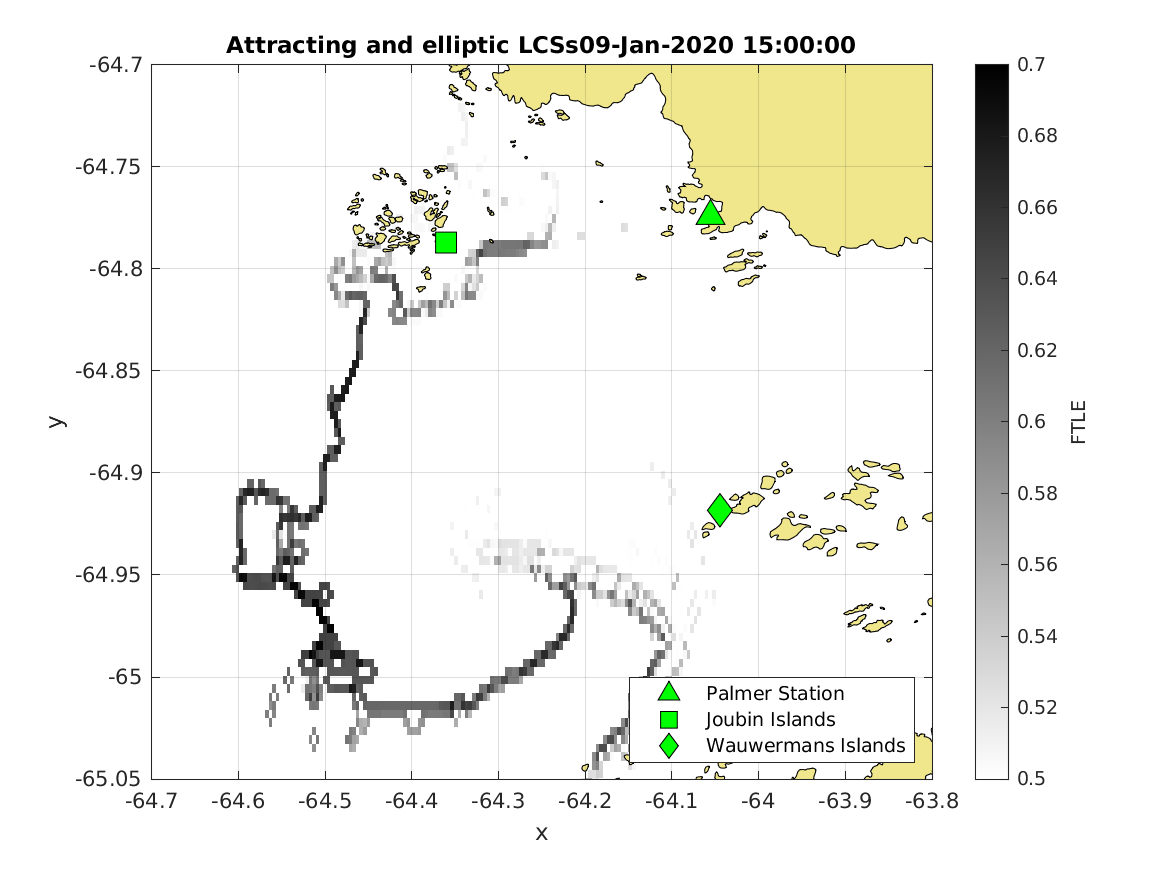 Attracting and elliptic LCSs09-Jan-2020 15:00:00
-64.7
-64.75
-64.8
-64.85
-64.9
-64.95
-65
-65.05
y
-64.7 -64.6 -64.5 -64.4 -64.3 -64.2 -64.1 -64 -63.9 -63.8
x
Palmer Station
Joubin Islands
Wauwermans Islands
0.7
0.68
0.66
0.64
0.62
0.6
0.58
0.56
0.54
0.52
0.5
FTLE